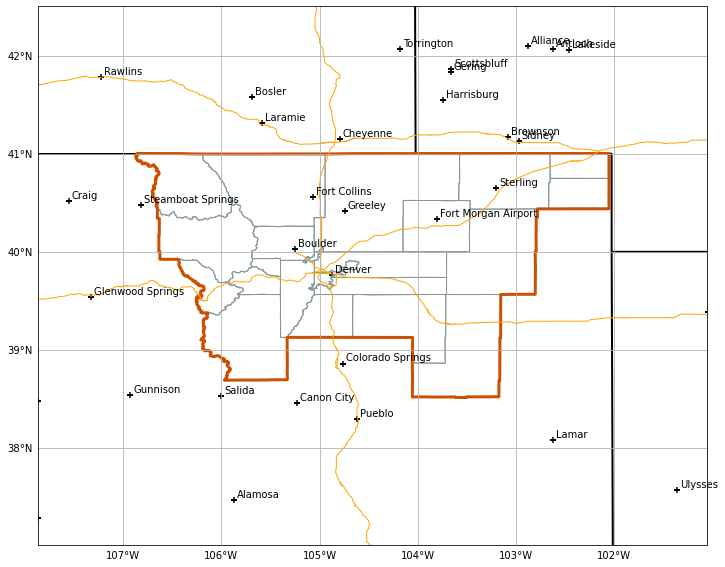 42°N
Torrington
Alliance
Antioch
Lakeside
Rawlins
Scottsbluff
Gering
Bosler
Harrisburg
Laramie
Cheyenne
Brownson
Sidney
41°N
Craig
Steamboat Springs
Fort Collins
Greeley
Sterling
Fort Morgan Airport
Boulder
40°N
Denver
Glenwood Springs
39°N
Colorado Springs
Gunnison
Salida
Canon City
Pueblo
Lamar
38°N
Alamosa
Ulysses
107°W
106°W
105°W
104°W
103°W
102°W